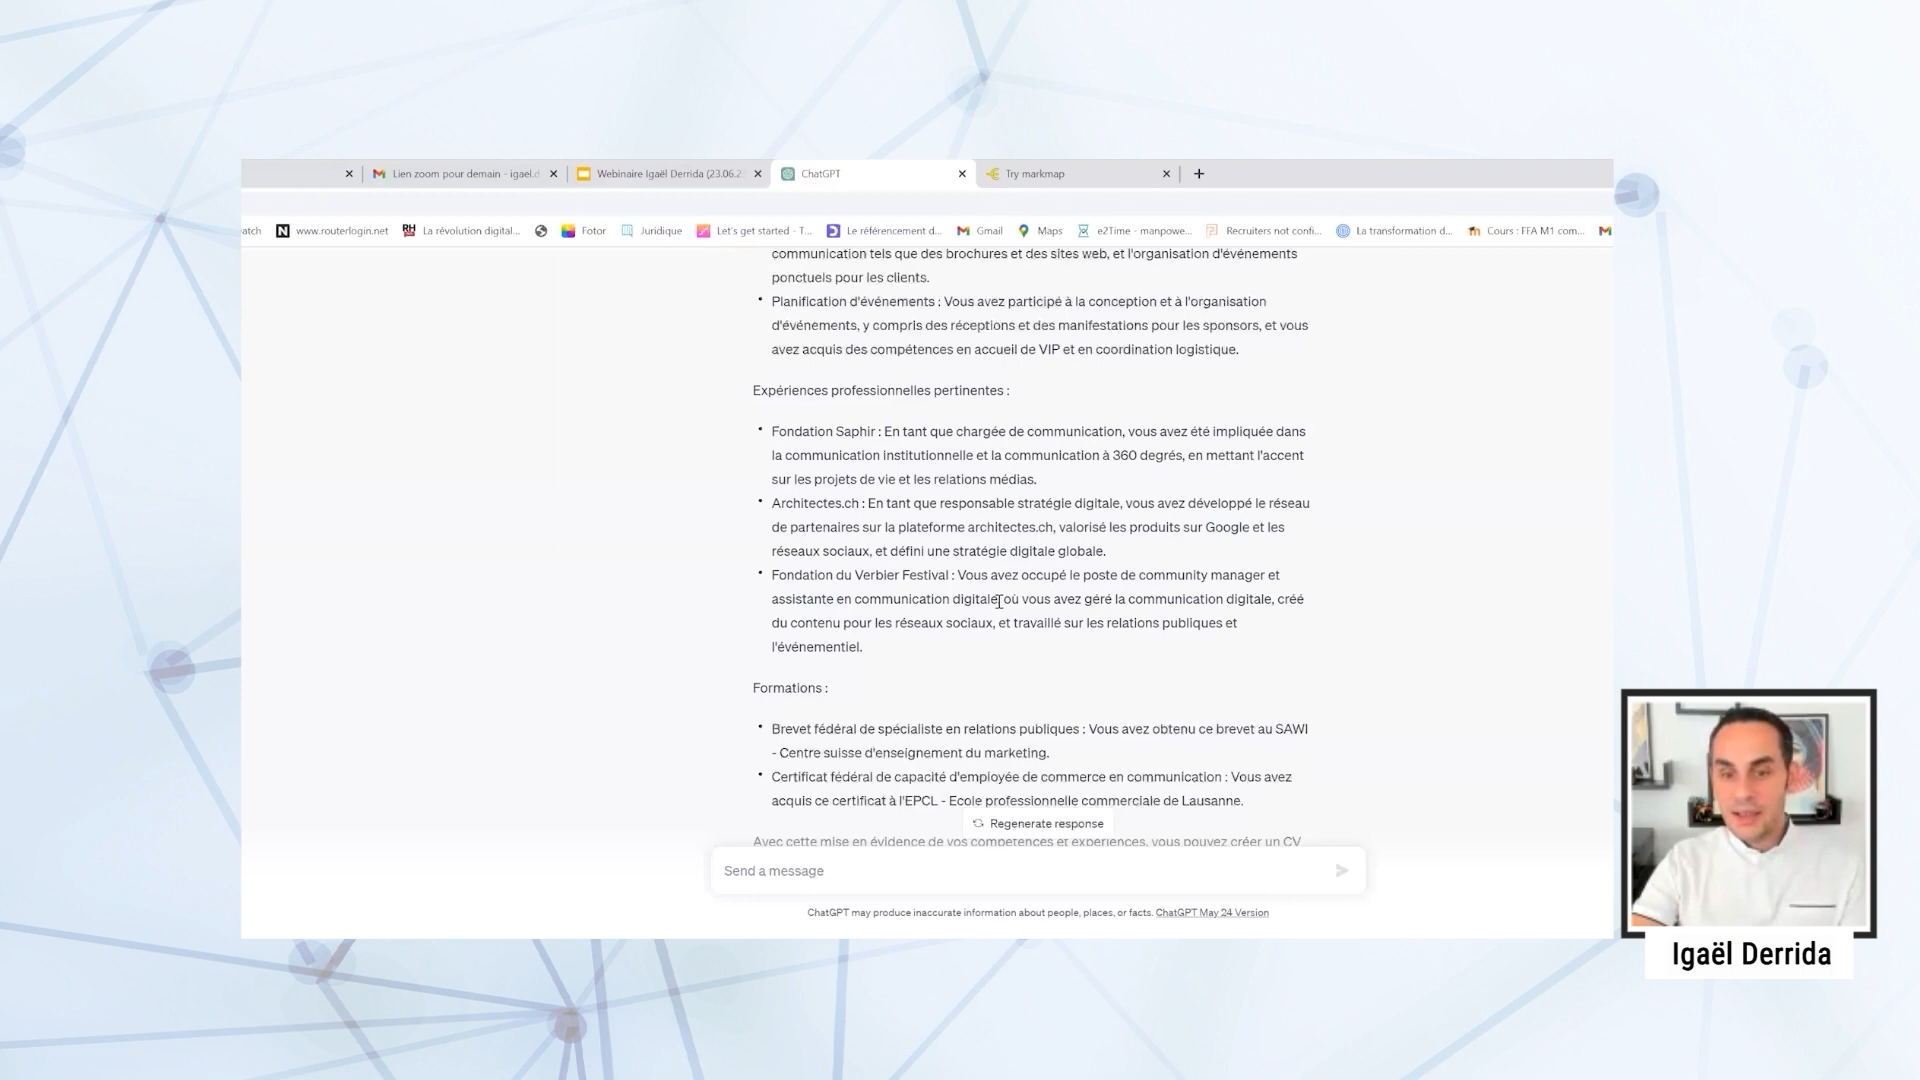 Lien zoom pour demain - igael.d
Webinaire Igaël Derrida (23.06.2
ChatGPT
Try markmap
atch
www.routerlogin.net
La révolution digital...
Fotor
Juridique
Let's get started - T...
Le référencement d...
Gmail
Maps
e2Time - manpowe...
Recruiters not confi...
La transformation d...
Cours : FFA M1 com...
communication tels que des brochures et des sites web, et l'organisation d'événements
ponctuels pour les clients.
• Planification d'événements : Vous avez participé à la conception et à l'organisation
d'événements, y compris des réceptions et des manifestations pour les sponsors, et vous
avez acquis des compétences en accueil de VIP et en coordination logistique.
Expériences professionnelles pertinentes :
• Fondation Saphir : En tant que chargée de communication, vous avez été impliquée dans
la communication institutionnelle et la communication à 360 degrés, en mettant l'accent
sur les projets de vie et les relations médias.
• Architectes.ch : En tant que responsable stratégie digitale, vous avez développé le réseau
de partenaires sur la plateforme architectes.ch, valorisé les produits sur Google et les
réseaux sociaux, et défini une stratégie digitale globale.
• Fondation du Verbier Festival : Vous avez occupé le poste de community manager et
assistante en communication digitale, où vous avez géré la communication digitale, créé
du contenu pour les réseaux sociaux, et travaillé sur les relations publiques et
l'événementiel.
Formations :
• Brevet fédéral de spécialiste en relations publiques : Vous avez obtenu ce brevet au SAWI
- Centre suisse d'enseignement du marketing.
• Certificat fédéral de capacité d'employée de commerce en communication : Vous avez
acquis ce certificat à l'EPCL - Ecole professionnelle commerciale de Lausanne.
Regenerate response
Avec cette mise en évidence de vos compétences et expériences, vous pouvez créer un CV
Send a message
ChatGPT may produce inaccurate information about people, places, or facts. ChatGPT May 24 Version
Igaël Derrida